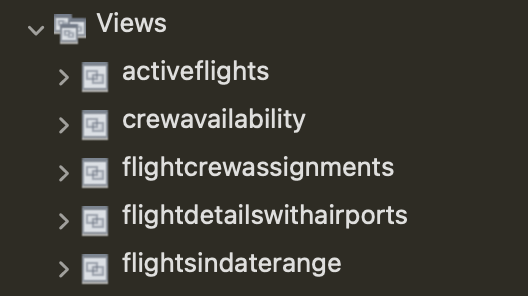 Views
activeflights
crewavailability
flightcrewassignments
flightdetailswithairports
flightsindaterange